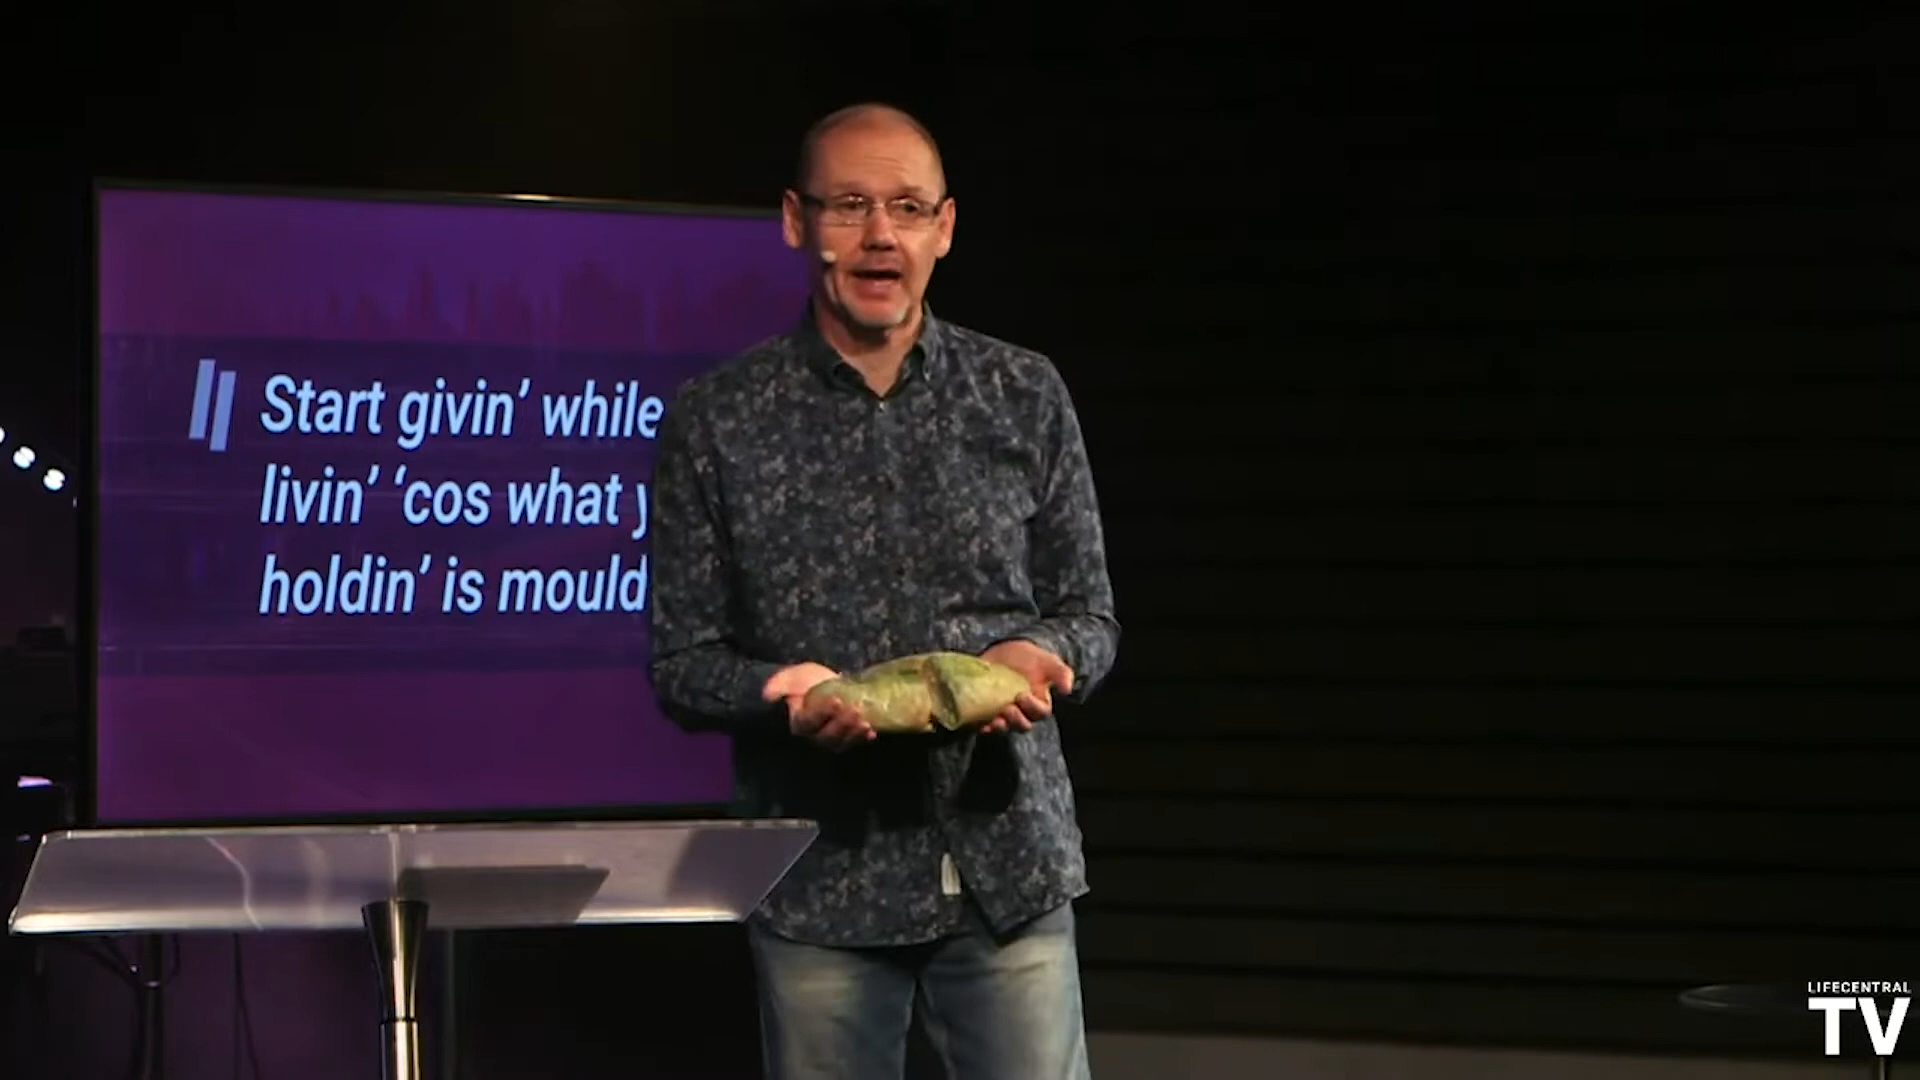 Start givin’ while
livin’ ‘cos what
holdin’ is mould
LIFECENTRAL
TV